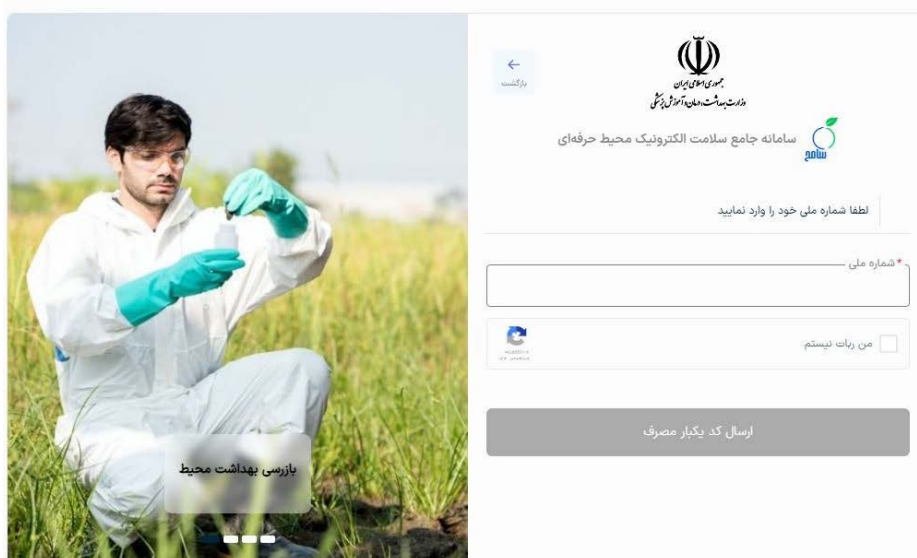 بازگشت
جمهوری اسلامی ایران
وزارت بهداشت، درمان و آموزش پزشکی
سامانه جامع سلامت الکترونیک محیط حرفه‌ای
سامح
لطفا شماره ملی خود را وارد نمایید
* شماره ملی
من ربات نیستم
ارسال کد یکبار مصرف
بازرسی بهداشت محیط